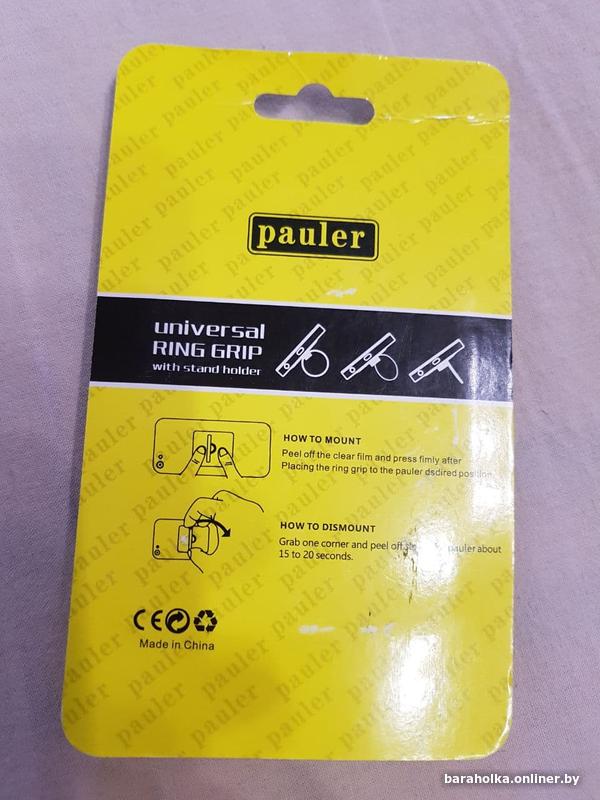 pauler
universal
RING GRIP
with stand holder
HOW TO MOUNT
Peel off the clear film and press fimly after
Placing the ring grip to the pauler dsdired position
HOW TO DISMOUNT
Grab one corner and peel off pauler about
15 to 20 seconds.
CE
Made in China
baraholka.onliner.by